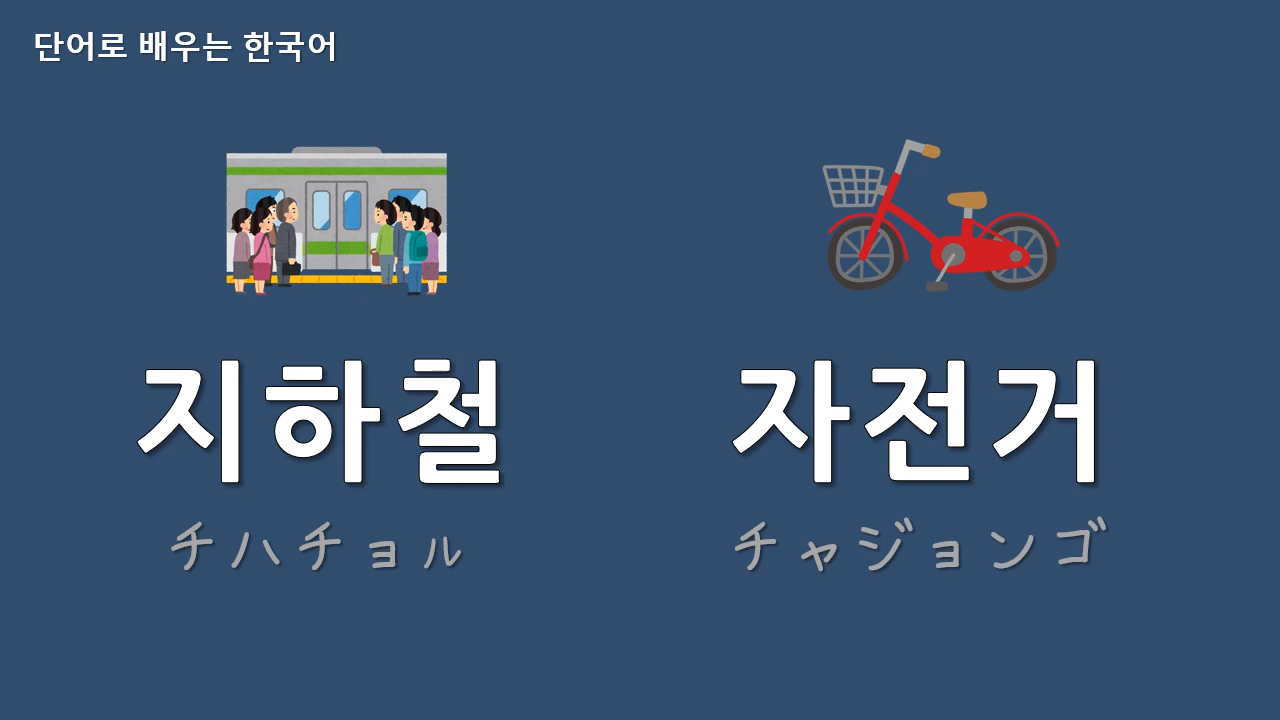 단어로 배우는 한국어
지하철
자전거
チハチョル
チャジョンゴ